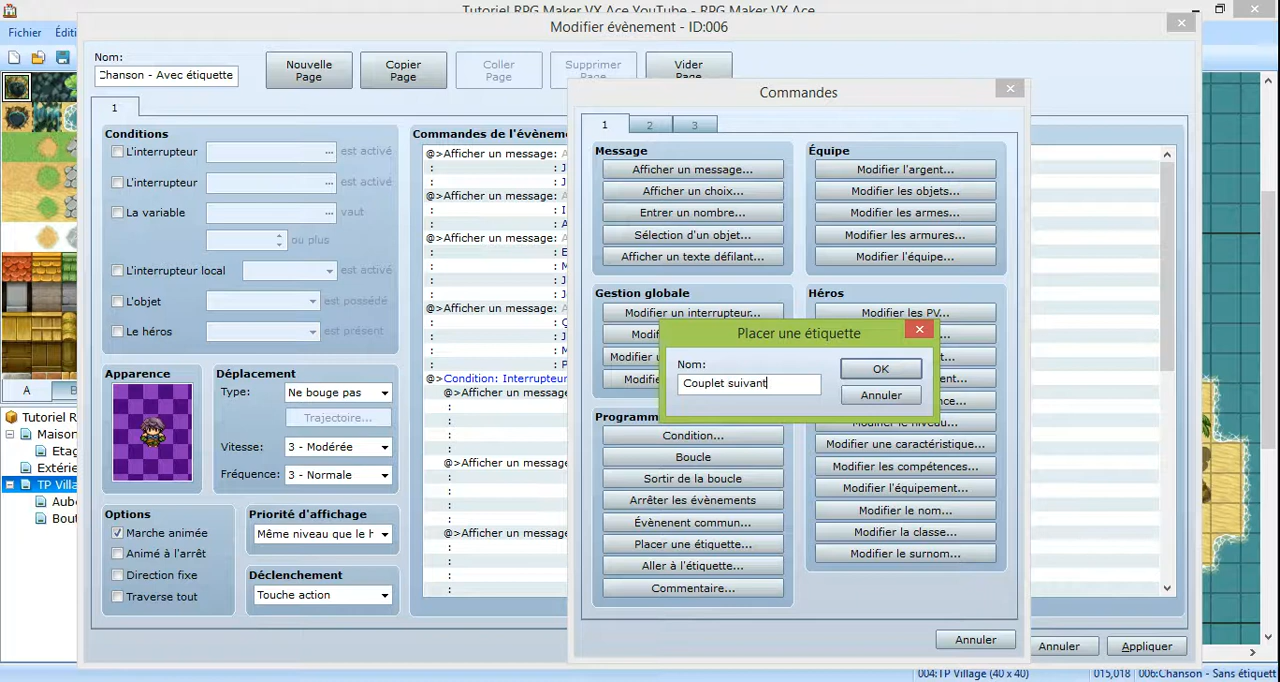 Tutoriel RPG Maker VX Ace YouTube - RPG Maker VX Ace
Fichier Éditi
Modifier évènement - ID:006
Nom:
Chanson - Avec étiquette
Nouvelle Page
Copier Page
Coller Page
Supprimer Page
Vider Page
1
Conditions
L'interrupteur ... est activé
L'interrupteur ... est activé
La variable ... vaut
ou plus
L'interrupteur local est activé
L'objet est possédé
Le héros est présent
Apparence
Déplacement
Type: Ne bouge pas
Trajectoire...
Vitesse: 3 - Modérée
Fréquence: 3 - Normale
Options
Marche animée
Animé à l'arrêt
Direction fixe
Traverse tout
Priorité d'affichage
Même niveau que le h
Déclenchement
Touche action
Commandes de l'évène
@>Afficher un message: A
: : J
: : J
@>Afficher un message: A
: : I
: : A
@>Afficher un message: A
: : E
: : M
: : J
: : J
@>Afficher un message: A
: : Ç
: : J
: : M
: : P
@>Condition: Interrupteur
@>Afficher un message:
:
:
:
:
@>Afficher un message:
:
:
:
:
@>Afficher un message:
:
:
:
:
Commandes
1 2 3
Message
Afficher un message...
Afficher un choix...
Entrer un nombre...
Sélection d'un objet...
Afficher un texte défilant...
Gestion globale
Modifier un interrupteur...
Modif
Modifier u
Modifie
Programm
Condition...
Boucle
Sortir de la boucle
Arrêter les évènements
Évènenent commun...
Placer une étiquette...
Aller à l'étiquette...
Commentaire...
Équipe
Modifier l'argent...
Modifier les objets...
Modifier les armes...
Modifier les armures...
Modifier l'équipe...
Héros
Modifier les PV...
...
t...
ent...
nce...
Modifier le niveau...
Modifier une caractéristique...
Modifier les compétences...
Modifier l'équipement...
Modifier le nom...
Modifier la classe...
Modifier le surnom...
Annuler
Placer une étiquette
Nom:
Couplet suivant
OK
Annuler
Annuler
Appliquer
A B
Tutoriel R
Maison
Etag
Extérie
TP Villa
Aube
Bout
004:TP Village (40 x 40) 015,018 006:Chanson - Sans étiquett